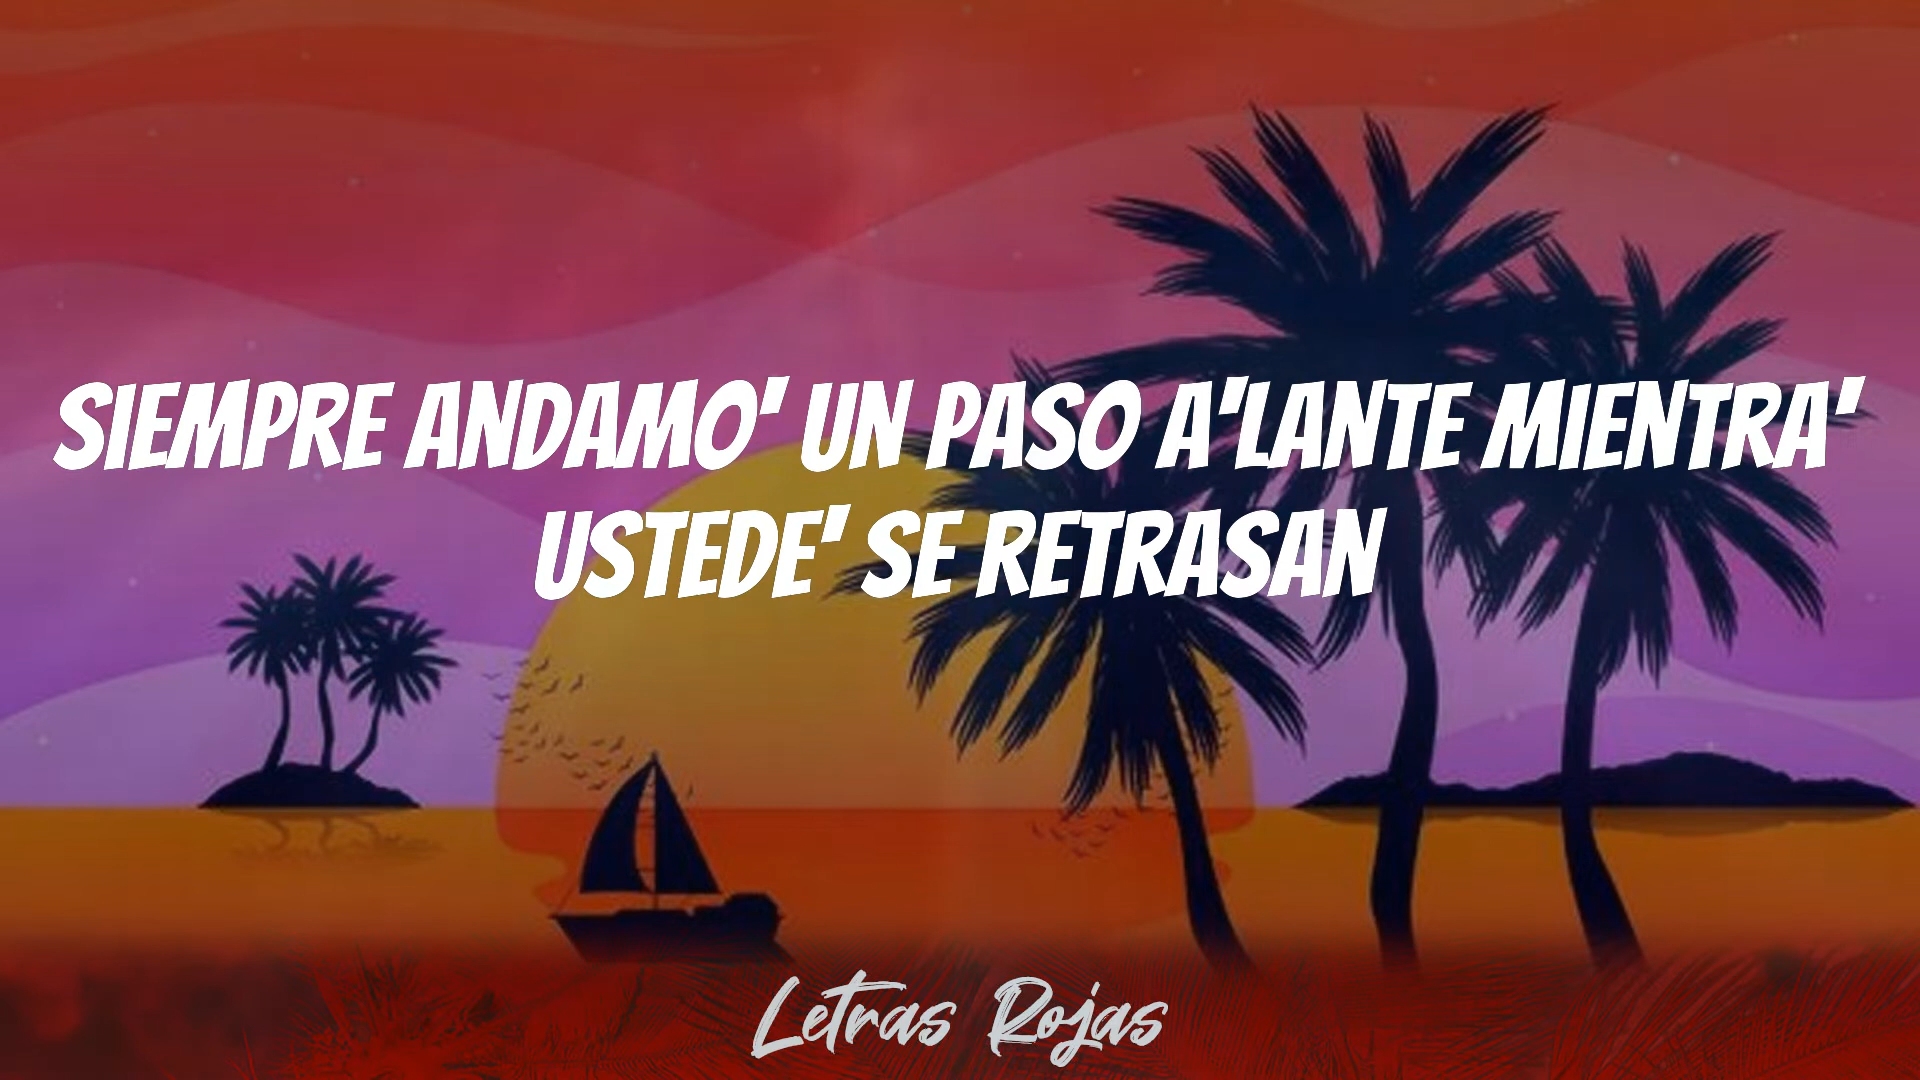 SIEMPRE ANDAMO' UN PASO A'LANTE MIENTRA'
USTEDE' SE RETRASAN
Letras Rojas